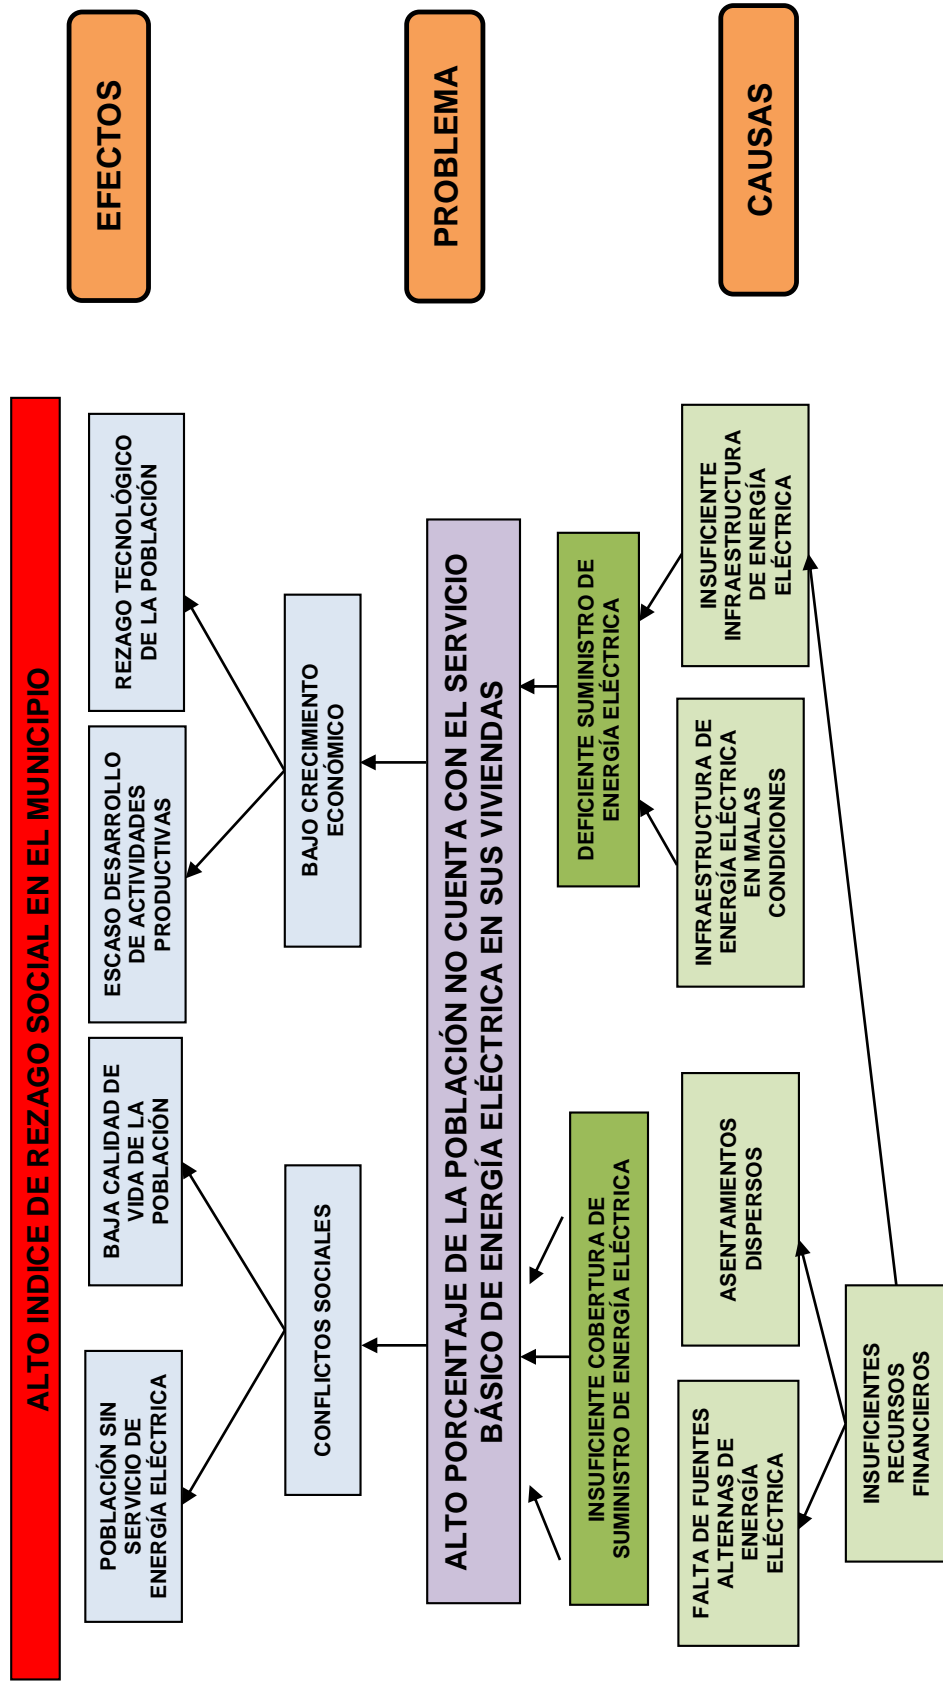 ALTO INDICE DE REZAGO SOCIAL EN EL MUNICIPIO
POBLACIÓN SIN
SERVICIO DE
ENERGÍA ELÉCTRICA
BAJA CALIDAD DE
VIDA DE LA
POBLACIÓN
ESCASO DESARROLLO
DE ACTIVIDADES
PRODUCTIVAS
REZAGO TECNOLÓGICO
DE LA POBLACIÓN
EFECTOS
CONFLICTOS SOCIALES
BAJO CRECIMIENTO
ECONÓMICO
ALTO PORCENTAJE DE LA POBLACIÓN NO CUENTA CON EL SERVICIO
BÁSICO DE ENERGÍA ELÉCTRICA EN SUS VIVIENDAS
PROBLEMA
INSUFICIENTE COBERTURA DE
SUMINISTRO DE ENERGÍA ELÉCTRICA
DEFICIENTE SUMINISTRO DE
ENERGÍA ELÉCTRICA
FALTA DE FUENTES
ALTERNAS DE
ENERGÍA
ELÉCTRICA
ASENTAMIENTOS
DISPERSOS
INFRAESTRUCTURA DE
ENERGÍA ELÉCTRICA
EN MALAS
CONDICIONES
INSUFICIENTE
INFRAESTRUCTURA
DE ENERGÍA
ELÉCTRICA
CAUSAS
INSUFICIENTES
RECURSOS
FINANCIEROS